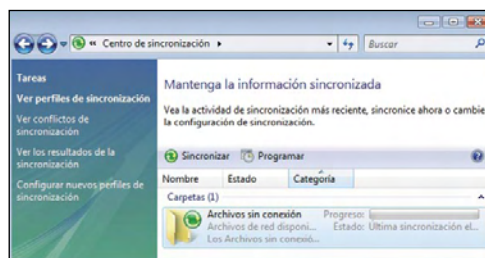 « Centro de sincronización
Buscar
Tareas
Ver perfiles de sincronización
Ver conflictos de
sincronización
Ver los resultados de la
sincronización
Configurar nuevos perfiles de
sincronización
Mantenga la información sincronizada
Vea la actividad de sincronización más reciente, sincronice ahora o cambie
la configuración de sincronización.
Sincronizar Programar
Nombre Estado Categoría
Carpetas (1)
Archivos sin conexión Progreso:
Archivos de red disponi... Estado: Última sincronización el...
Los Archivos sin conexió...